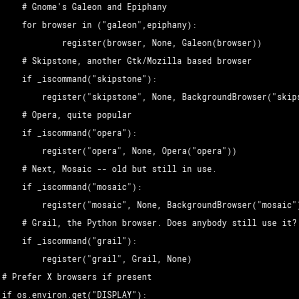 # Gnome's Galeon and Epiphany
for browser in ("galeon",epiphany):
register(browser, None, Galeon(browser))
# Skipstone, another Gtk/Mozilla based browser
if _iscommand("skipstone"):
register("skipstone", None, BackgroundBrowser("skips
# Opera, quite popular
if _iscommand("opera"):
register("opera", None, Opera("opera"))
# Next, Mosaic -- old but still in use.
if _iscommand("mosaic"):
register("mosaic", None, BackgroundBrowser("mosaic"
# Grail, the Python browser. Does anybody still use it?
if _iscommand("grail"):
register("grail", Grail, None)
# Prefer X browsers if present
if os.environ.get("DISPLAY"):